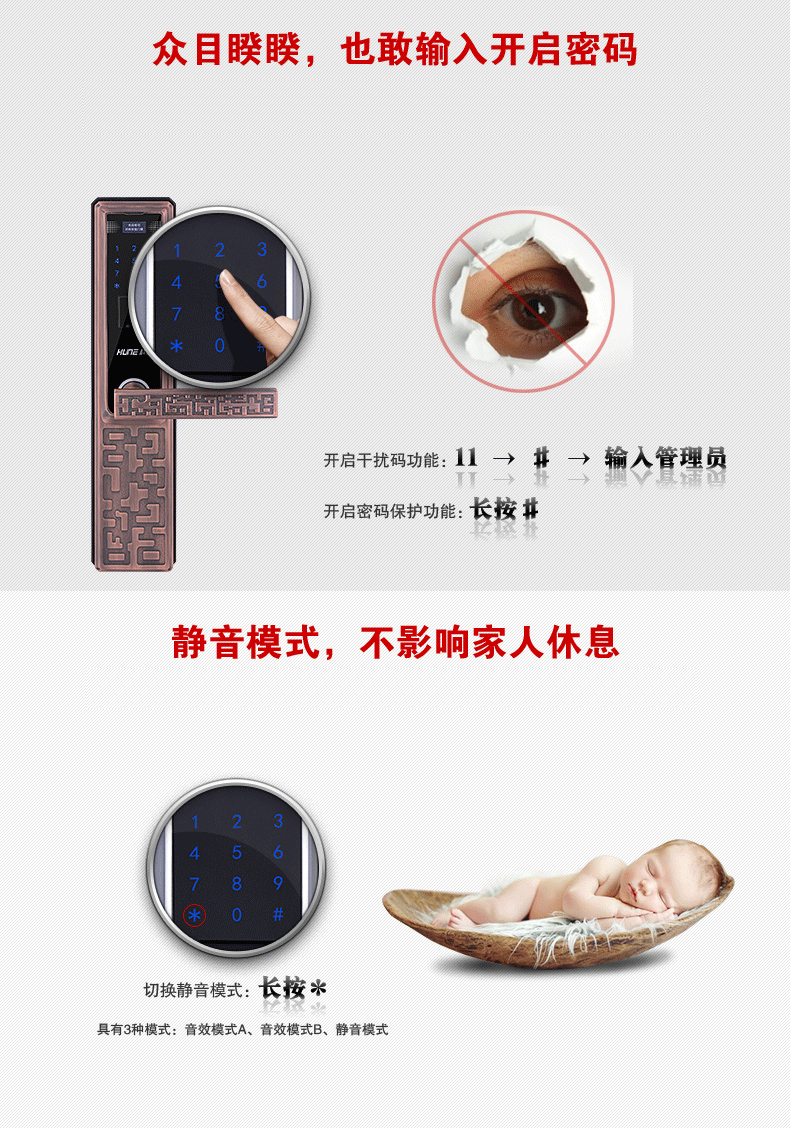 众目睽睽，也敢输入开启密码
1 2 3
4 5 6
7 8
* 0 #
HUNE
开启干扰码功能：11 → # → 输入管理员
开启密码保护功能：长按#
静音模式，不影响家人休息
1 2 3
4 5 6
7 8 9
* 0 #
切换静音模式：长按*
具有3种模式：音效模式A、音效模式B、静音模式